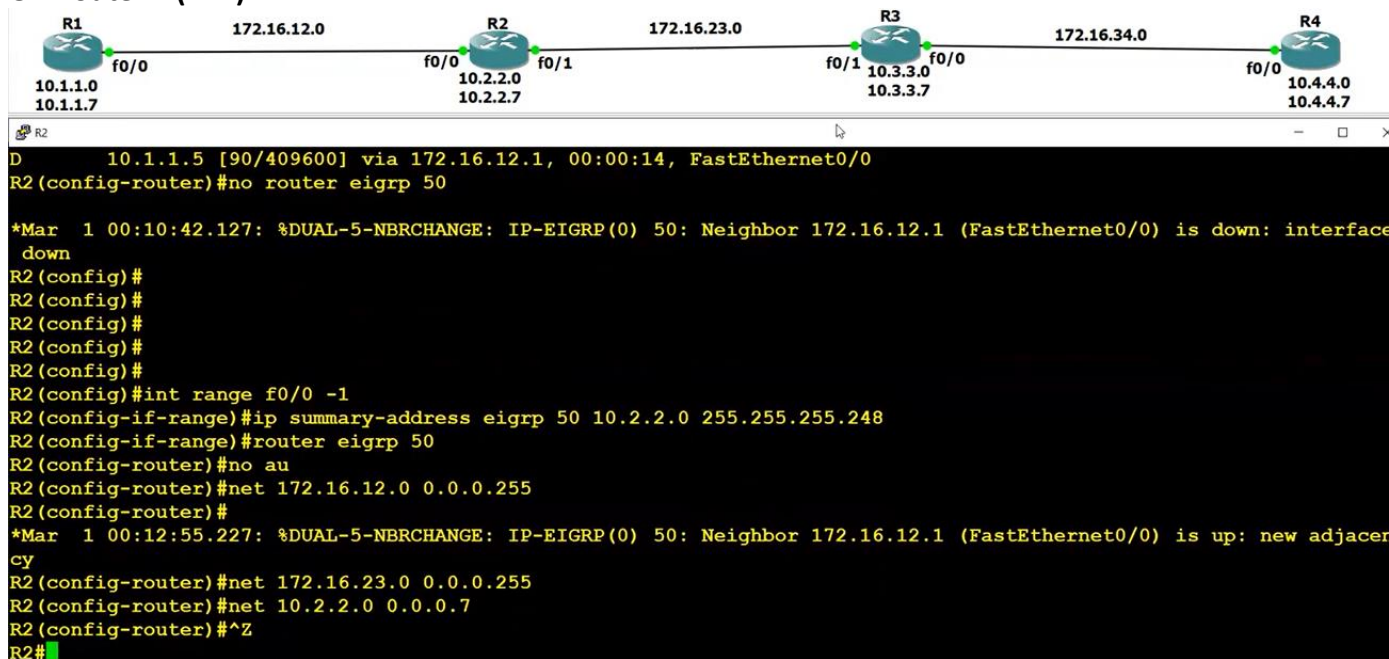 R1 172.16.12.0 R2 172.16.23.0 R3 172.16.34.0 R4
f0/0 f0/0 f0/1 f0/1 f0/0 f0/0
10.1.1.0 10.2.2.0 10.3.3.0 10.4.4.0
10.1.1.7 10.2.2.7 10.3.3.7 10.4.4.7
R2
D 10.1.1.5 [90/409600] via 172.16.12.1, 00:00:14, FastEthernet0/0
R2(config-router)#no router eigrp 50
*Mar 1 00:10:42.127: %DUAL-5-NBRCHANGE: IP-EIGRP(0) 50: Neighbor 172.16.12.1 (FastEthernet0/0) is down: interface
down
R2(config)#
R2(config)#
R2(config)#
R2(config)#
R2(config)#
R2(config)#int range f0/0 -1
R2(config-if-range)#ip summary-address eigrp 50 10.2.2.0 255.255.255.248
R2(config-if-range)#router eigrp 50
R2(config-router)#no au
R2(config-router)#net 172.16.12.0 0.0.0.255
R2(config-router)#
*Mar 1 00:12:55.227: %DUAL-5-NBRCHANGE: IP-EIGRP(0) 50: Neighbor 172.16.12.1 (FastEthernet0/0) is up: new adjacen
cy
R2(config-router)#net 172.16.23.0 0.0.0.255
R2(config-router)#net 10.2.2.0 0.0.0.7
R2(config-router)#^Z
R2#